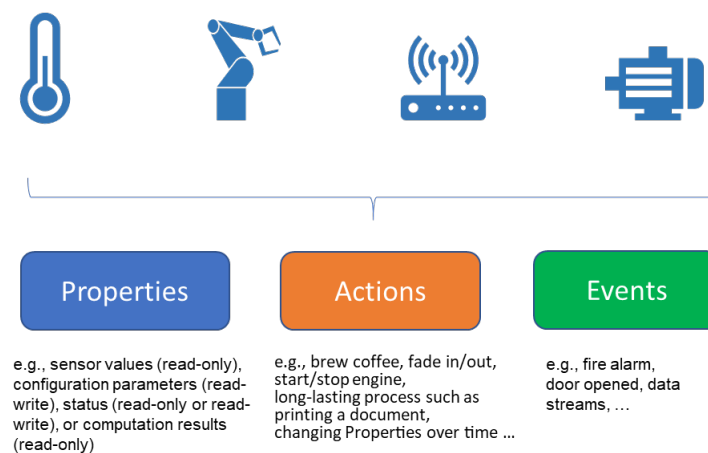 Properties
Actions
Events
e.g., sensor values (read-only),
configuration parameters (read-
write), status (read-only or read-
write), or computation results
(read-only)
e.g., brew coffee, fade in/out,
start/stop engine,
long-lasting process such as
printing a document,
changing Properties over time ...
e.g., fire alarm,
door opened, data
streams, …